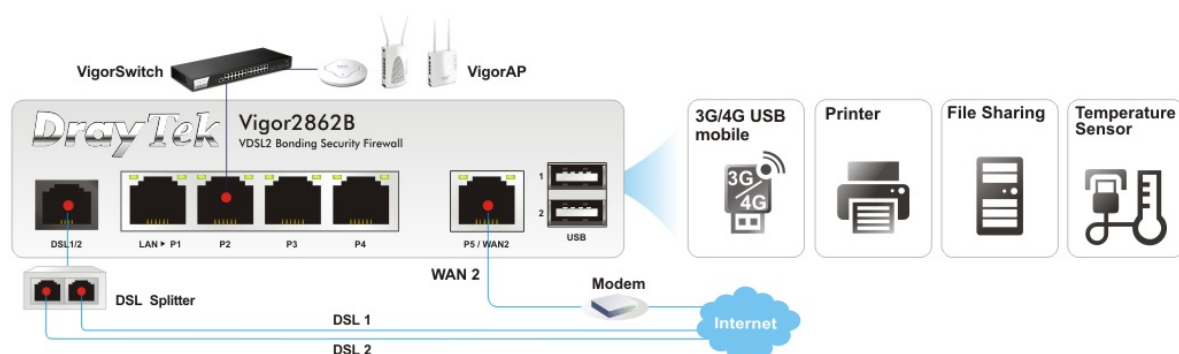 VigorSwitch
VigorAP
DrayTek
Vigor2862B
VDSL2 Bonding Security Firewall
DSL1/2
LAN ▸ P1
P2
P3
P4
P5 / WAN2
1
2
USB
3G/4G USB
mobile
3G/
4G
Printer
File Sharing
Temperature
Sensor
DSL Splitter
WAN 2
Modem
Internet
DSL 1
DSL 2